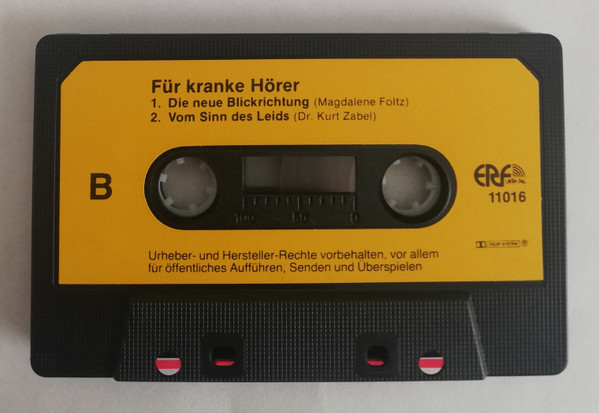 Für kranke Hörer
1. Die neue Blickrichtung (Magdalene Foltz)
2. Vom Sinn des Leids (Dr. Kurt Zabel)
B
ERF
11016
100 50 0
Urheber- und Hersteller-Rechte vorbehalten, vor allem
für öffentliches Aufführen, Senden und Überspielen